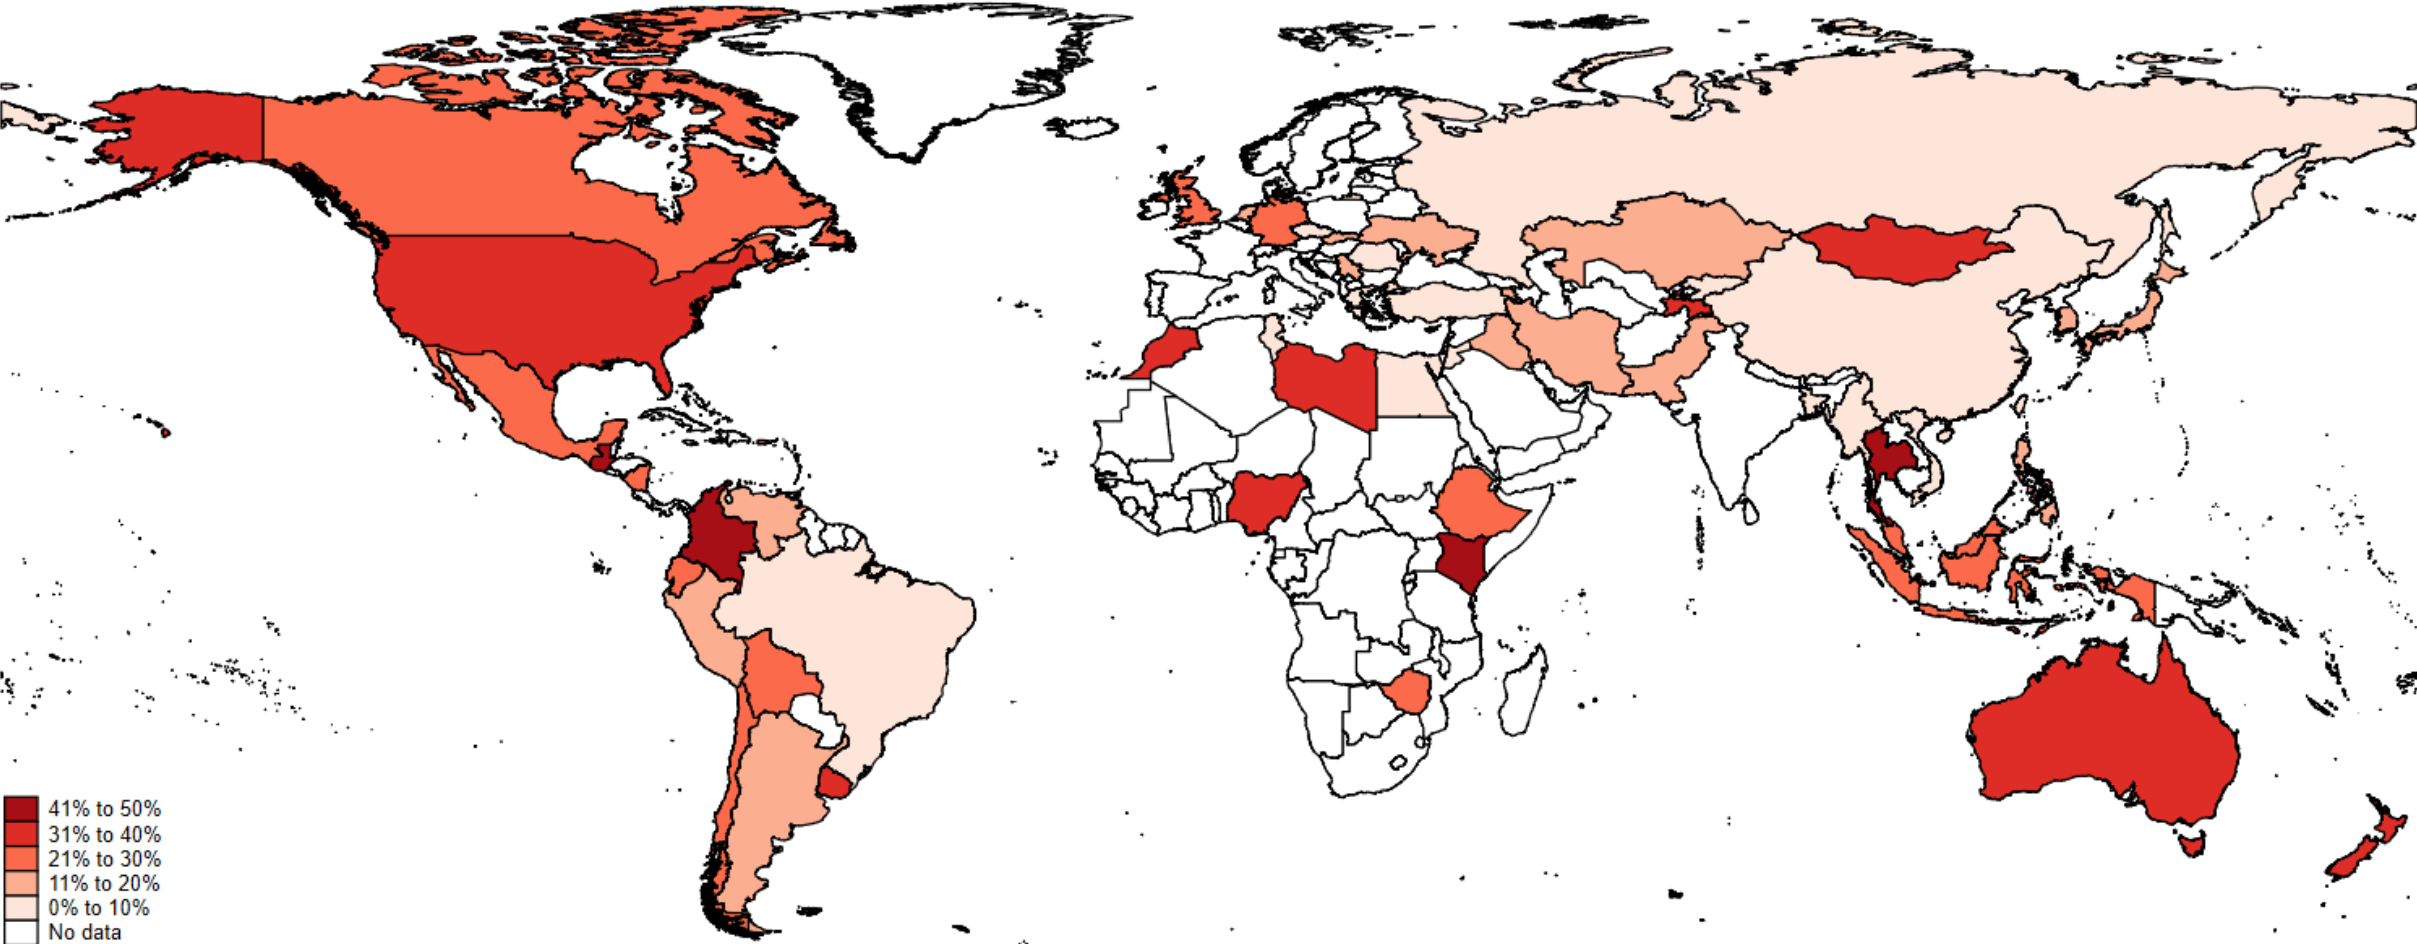 41% to 50%
31% to 40%
21% to 30%
11% to 20%
0% to 10%
No data